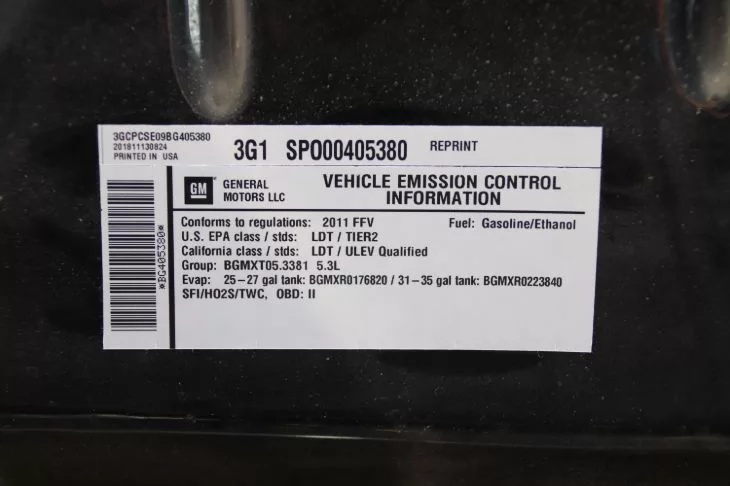 3GCPCSE09BG405380
201811130824
PRINTED IN USA
3G1 SPO00405380 REPRINT
*BG405380*
GM
GENERAL
MOTORS LLC
VEHICLE EMISSION CONTROL
INFORMATION
Conforms to regulations: 2011 FFV Fuel: Gasoline/Ethanol
U.S. EPA class / stds: LDT / TIER2
California class / stds: LDT / ULEV Qualified
Group: BGMXT05.3381 5.3L
Evap: 25-27 gal tank: BGMXR0176820 / 31-35 gal tank: BGMXR0223840
SFI/HO2S/TWC, OBD: II